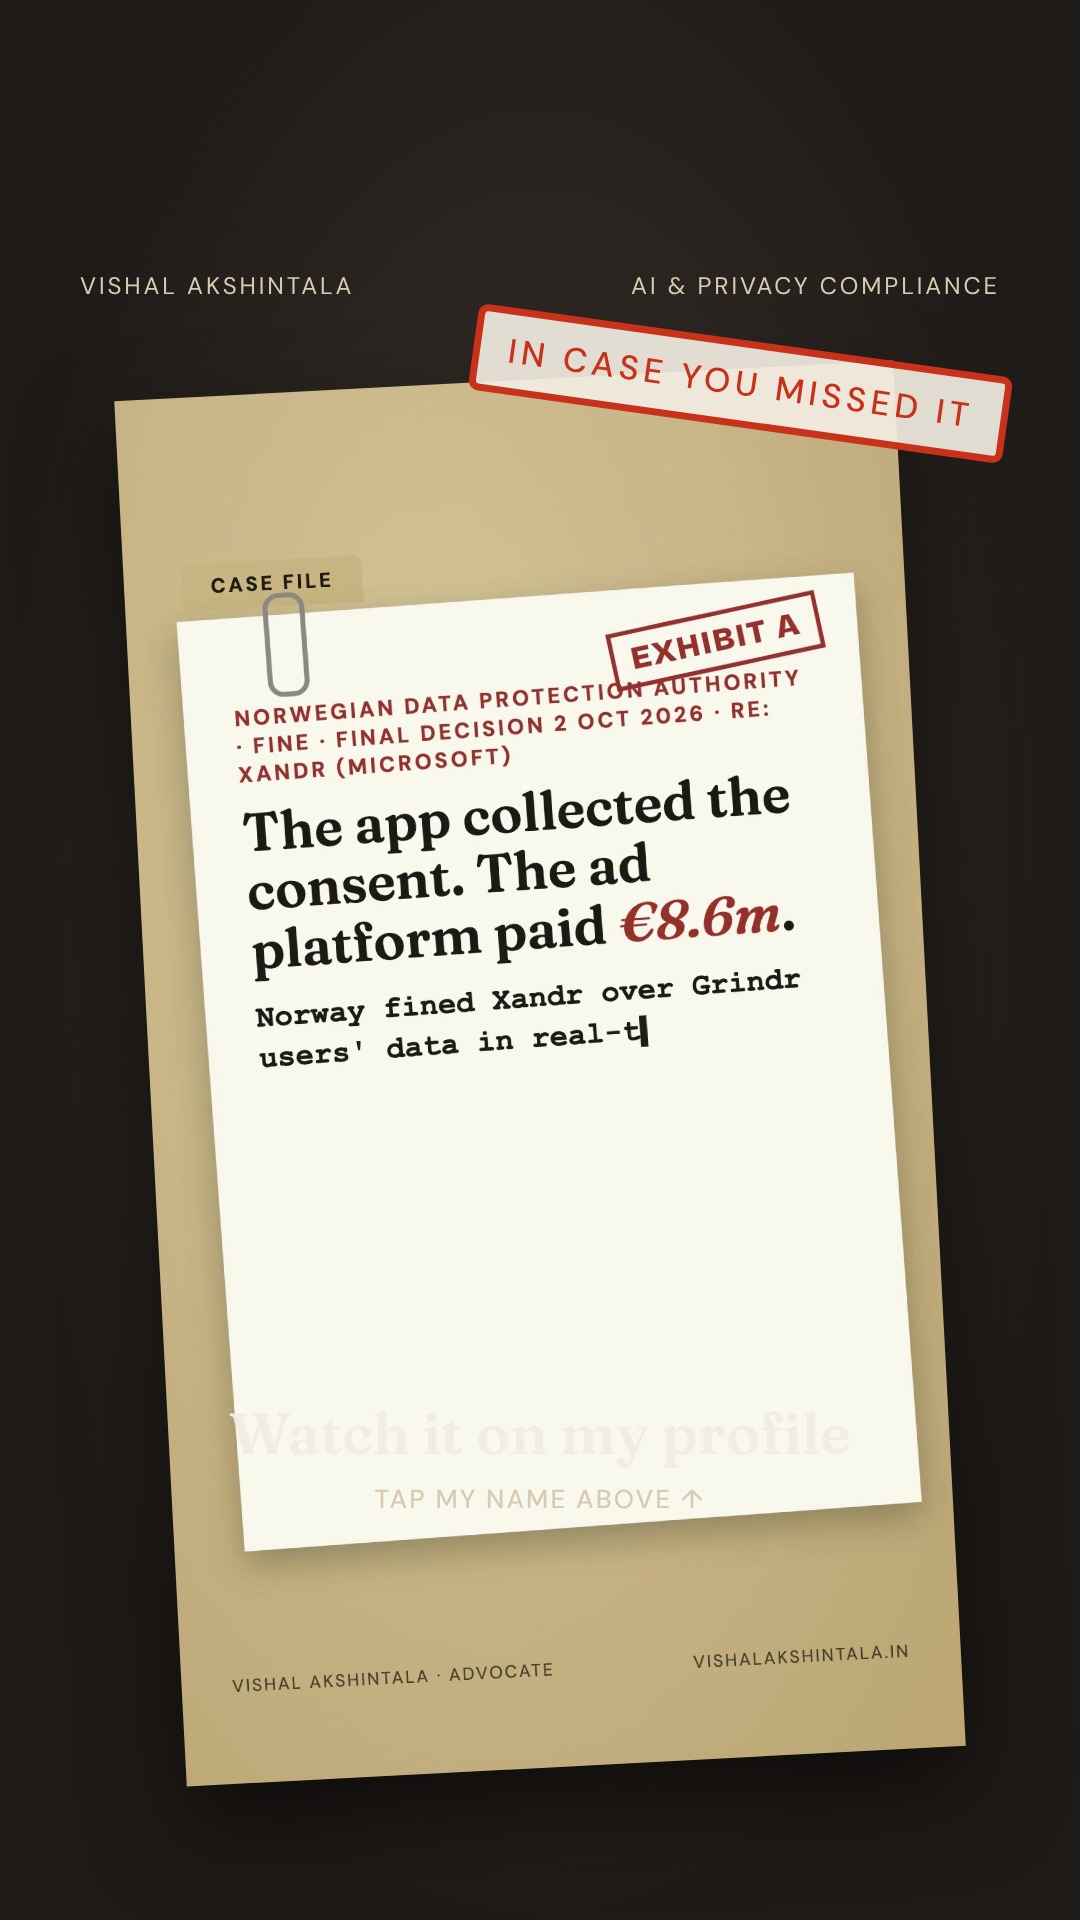 VISHAL AKSHINTALA
AI & PRIVACY COMPLIANCE
IN CASE YOU MISSED IT
CASE FILE
EXHIBIT A
NORWEGIAN DATA PROTECTION AUTHORITY
· FINE · FINAL DECISION 2 OCT 2026 · RE:
XANDR (MICROSOFT)
The app collected the
consent. The ad
platform paid €8.6m.
Norway fined Xandr over Grindr
users' data in real-t
Watch it on my profile
TAP MY NAME ABOVE ↑
VISHAL AKSHINTALA · ADVOCATE
VISHALAKSHINTALA.IN